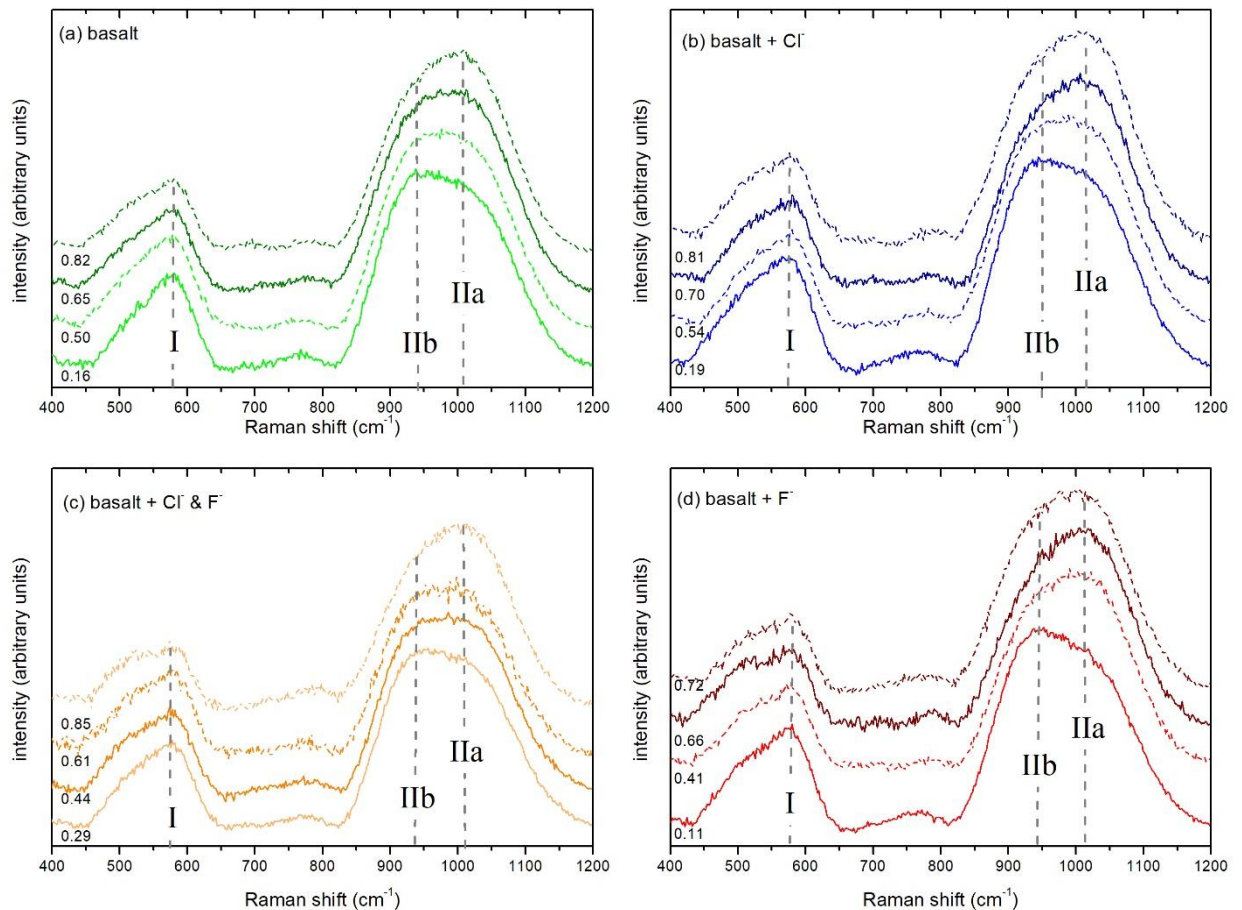 (a) basalt
intensity (arbitrary units)
0.82
0.65
0.50
0.16
I
IIb
IIa
400 500 600 700 800 900 1000 1100 1200
Raman shift (cm⁻¹)
(b) basalt + Cl⁻
intensity (arbitrary units)
0.81
0.70
0.54
0.19
I
IIb
IIa
400 500 600 700 800 900 1000 1100 1200
Raman shift (cm⁻¹)
(c) basalt + Cl⁻ & F⁻
intensity (arbitrary units)
0.85
0.61
0.44
0.29
I
IIb
IIa
400 500 600 700 800 900 1000 1100 1200
Raman shift (cm⁻¹)
(d) basalt + F⁻
intensity (arbitrary units)
0.72
0.66
0.41
0.11
I
IIb
IIa
400 500 600 700 800 900 1000 1100 1200
Raman shift (cm⁻¹)